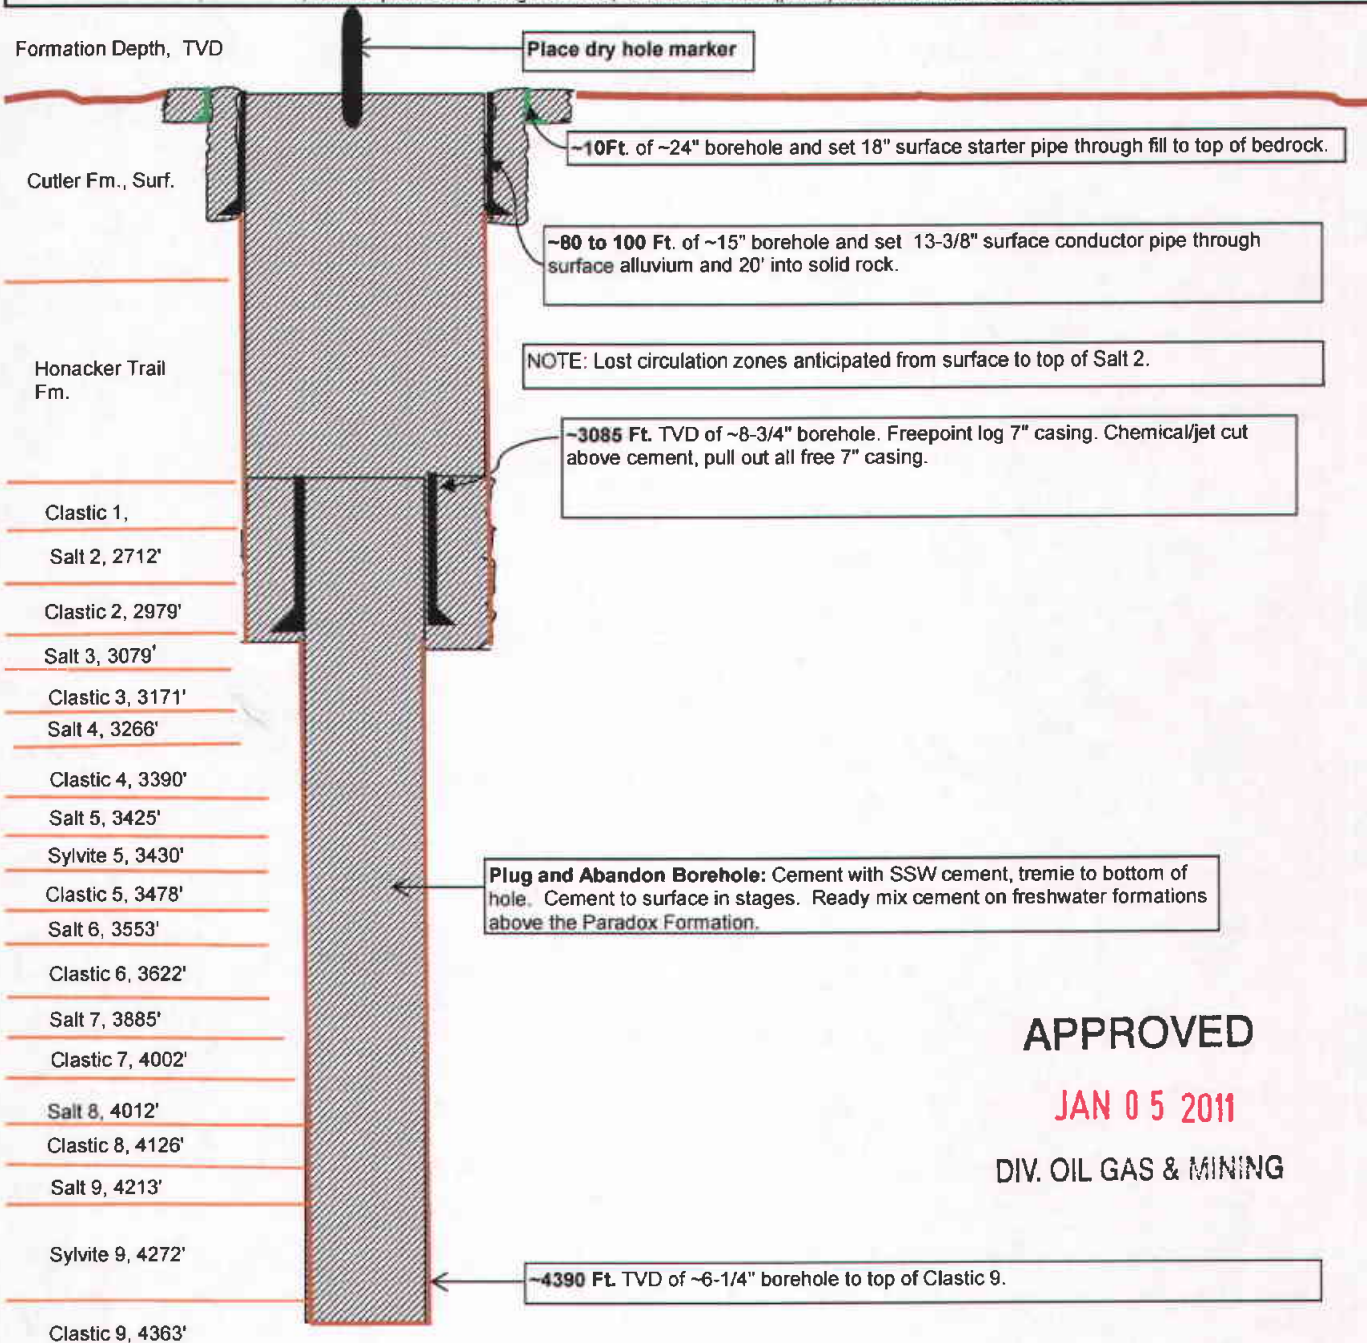 Formation Depth, TVD
Place dry hole marker
~10Ft. of ~24" borehole and set 18" surface starter pipe through fill to top of bedrock.
Cutler Fm., Surf.
~80 to 100 Ft. of ~15" borehole and set 13-3/8" surface conductor pipe through
surface alluvium and 20' into solid rock.
NOTE: Lost circulation zones anticipated from surface to top of Salt 2.
Honacker Trail
Fm.
~3085 Ft. TVD of ~8-3/4" borehole. Freepoint log 7" casing. Chemical/jet cut
above cement, pull out all free 7" casing.
Clastic 1,
Salt 2, 2712'
Clastic 2, 2979'
Salt 3, 3079'
Clastic 3, 3171'
Salt 4, 3266'
Clastic 4, 3390'
Salt 5, 3425'
Sylvite 5, 3430'
Clastic 5, 3478'
Salt 6, 3553'
Plug and Abandon Borehole: Cement with SSW cement, tremie to bottom of
hole. Cement to surface in stages. Ready mix cement on freshwater formations
above the Paradox Formation.
Clastic 6, 3622'
Salt 7, 3885'
Clastic 7, 4002'
Salt 8, 4012'
Clastic 8, 4126'
Salt 9, 4213'
APPROVED
JAN 05 2011
DIV. OIL GAS & MINING
Sylvite 9, 4272'
~4390 Ft. TVD of ~6-1/4" borehole to top of Clastic 9.
Clastic 9, 4363'